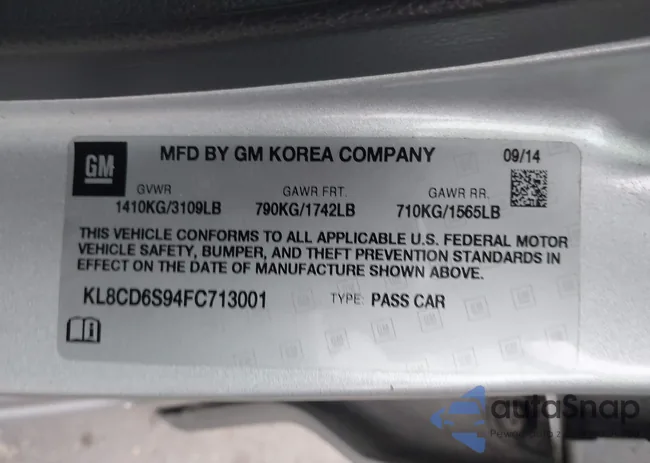 GM
MFD BY GM KOREA COMPANY 09/14
GVWR GAWR FRT. GAWR RR.
1410KG/3109LB 790KG/1742LB 710KG/1565LB
THIS VEHICLE CONFORMS TO ALL APPLICABLE U.S. FEDERAL MOTOR
VEHICLE SAFETY, BUMPER, AND THEFT PREVENTION STANDARDS IN
EFFECT ON THE DATE OF MANUFACTURE SHOWN ABOVE.
KL8CD6S94FC713001 TYPE: PASS CAR
autaSnap